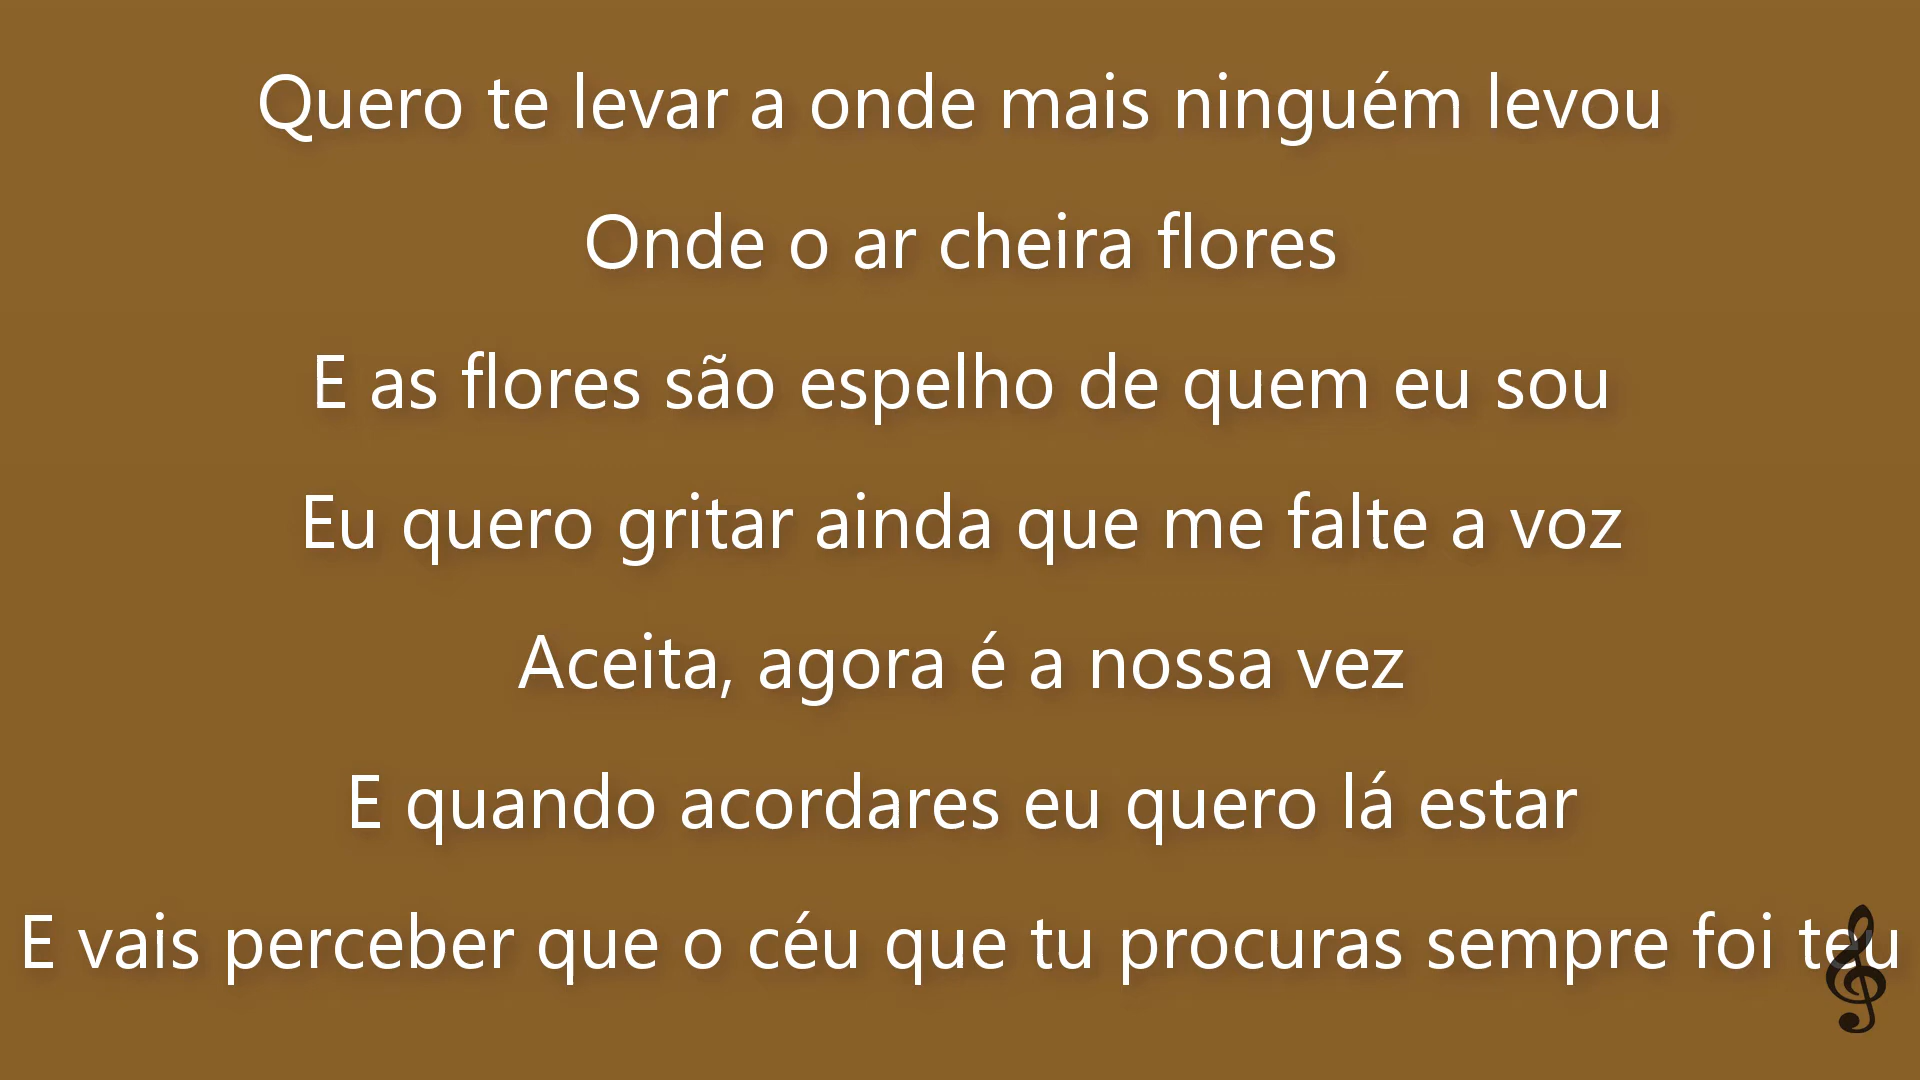 Quero te levar a onde mais ninguém levou
Onde o ar cheira flores
E as flores são espelho de quem eu sou
Eu quero gritar ainda que me falte a voz
Aceita, agora é a nossa vez
E quando acordares eu quero lá estar
E vais perceber que o céu que tu procuras sempre foi teu